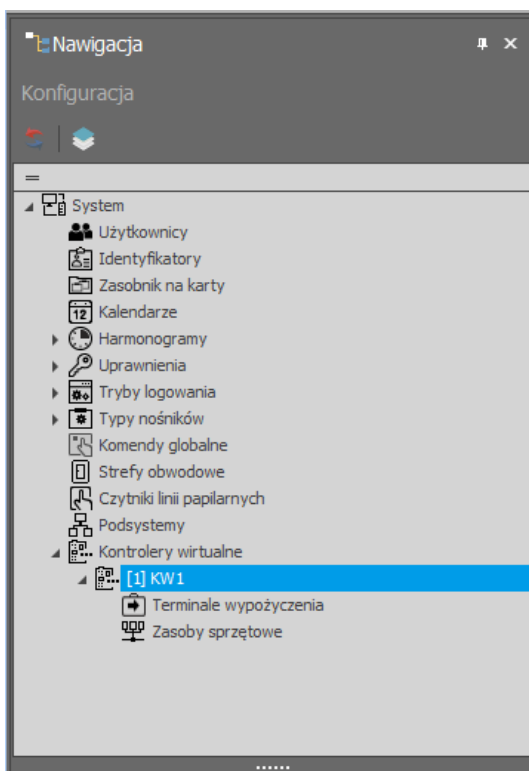 Nawigacja
Konfiguracja
=
System
Użytkownicy
Identyfikatory
Zasobnik na karty
12 Kalendarze
Harmonogramy
Uprawnienia
Tryby logowania
Typy nośników
Komendy globalne
Strefy obwodowe
Czytniki linii papilarnych
Podsystemy
Kontrolery wirtualne
[1] KW1
Terminale wypożyczenia
Zasoby sprzętowe